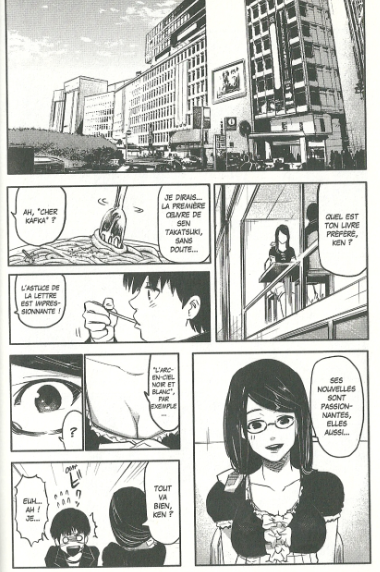 QUEL EST
TON LIVRE
PRÉFÉRÉ,
KEN ?
JE DIRAIS...
LA PREMIÈRE
ŒUVRE DE
SEN
TAKATSUKI,
SANS
DOUTE...
AH, "CHER
KAFKA" ?
L'ASTUCE DE
LA LETTRE
EST IMPRES-
SIONNANTE !
SES
NOUVELLES
SONT
PASSION-
NANTES,
ELLES
AUSSI...
"L'ARC-
EN-CIEL
NOIR ET
BLANC",
PAR
EXEMPLE
...
?
TOUT
VA
BIEN,
KEN ?
EUH...
AH !
JE...